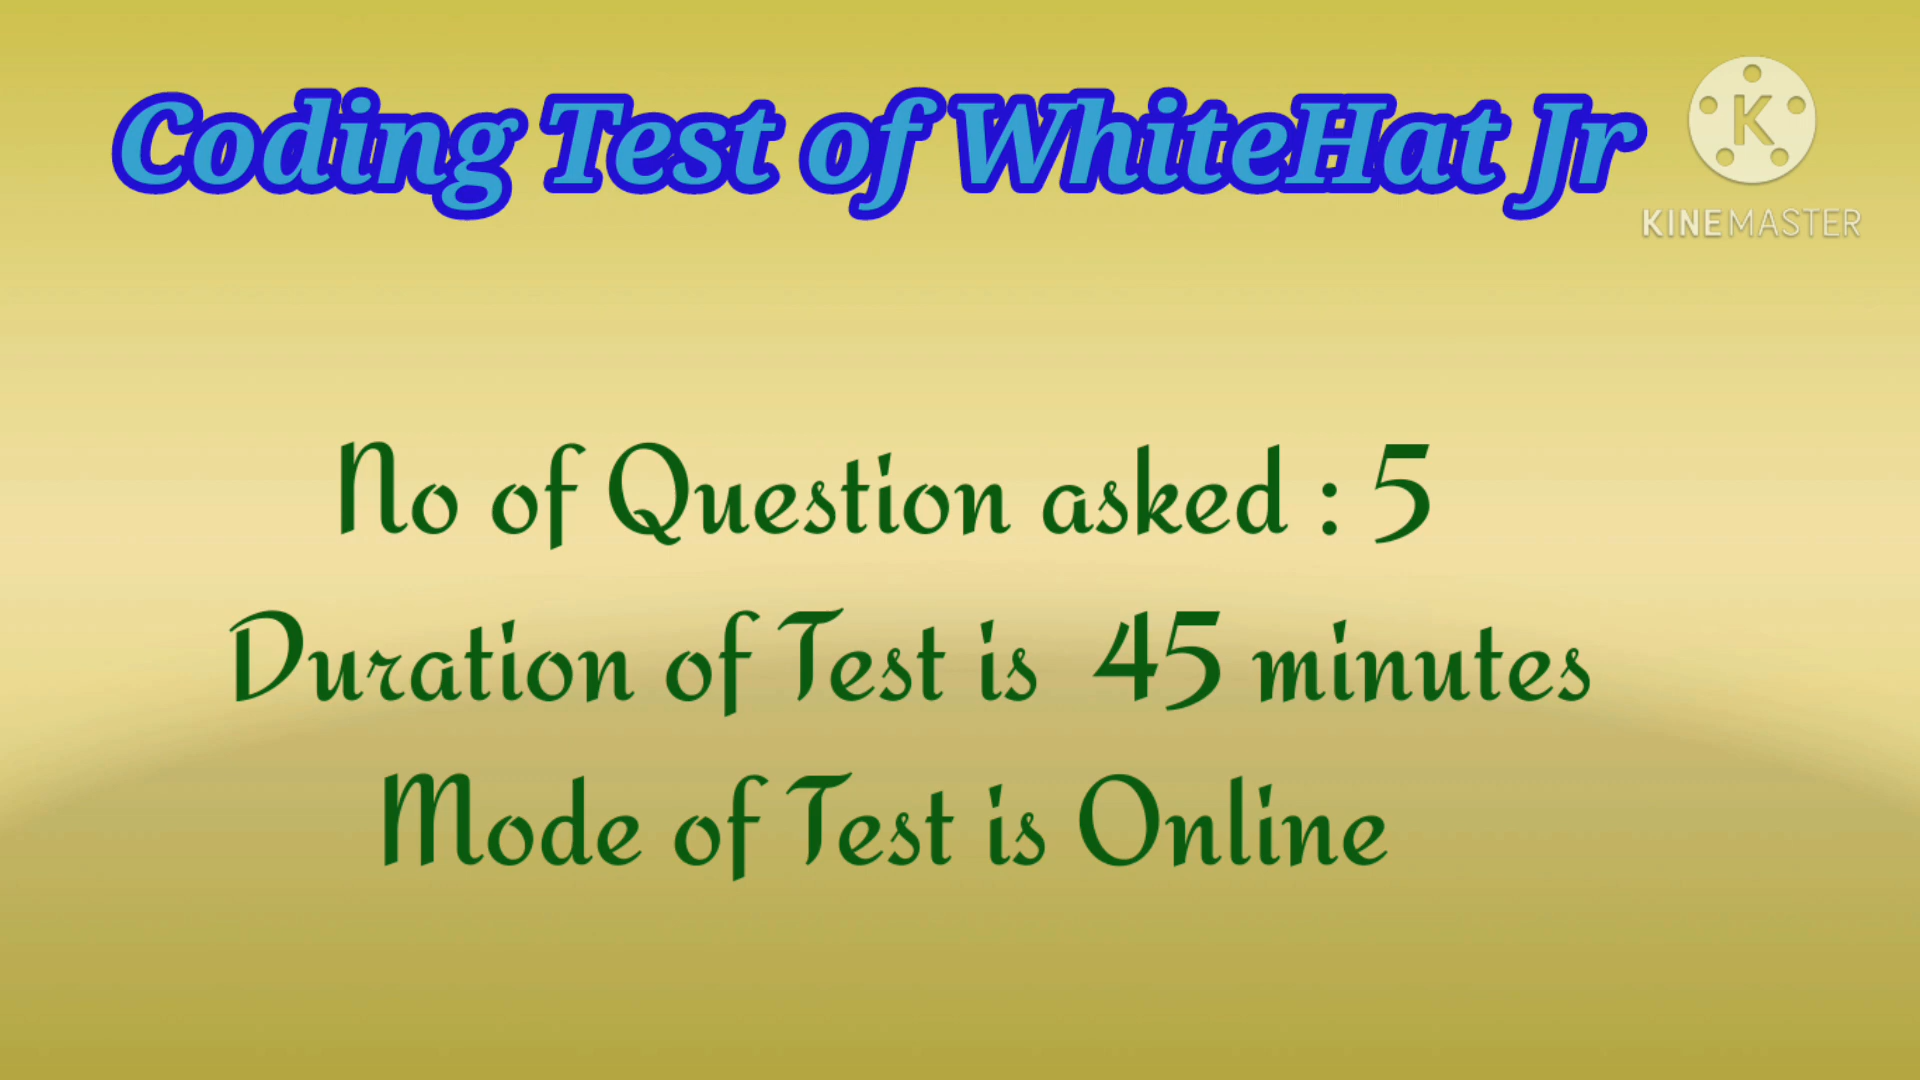 Coding Test of WhiteHat Jr
K
KINEMASTER
No of Question asked : 5
Duration of Test is 45 minutes
Mode of Test is Online